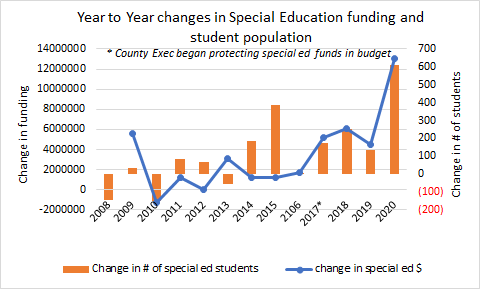 Year to Year changes in Special Education funding and
student population
* County Exec began protecting special ed funds in budget
Change in funding
14000000
12000000
10000000
8000000
6000000
4000000
2000000
0
-2000000
700
600
500
400
300
200
100
0
(100)
(200)
Change in # of students
2008 2009 2010 2011 2012 2013 2014 2015 2106 2017* 2018 2019 2020
Change in # of special ed students change in special ed $